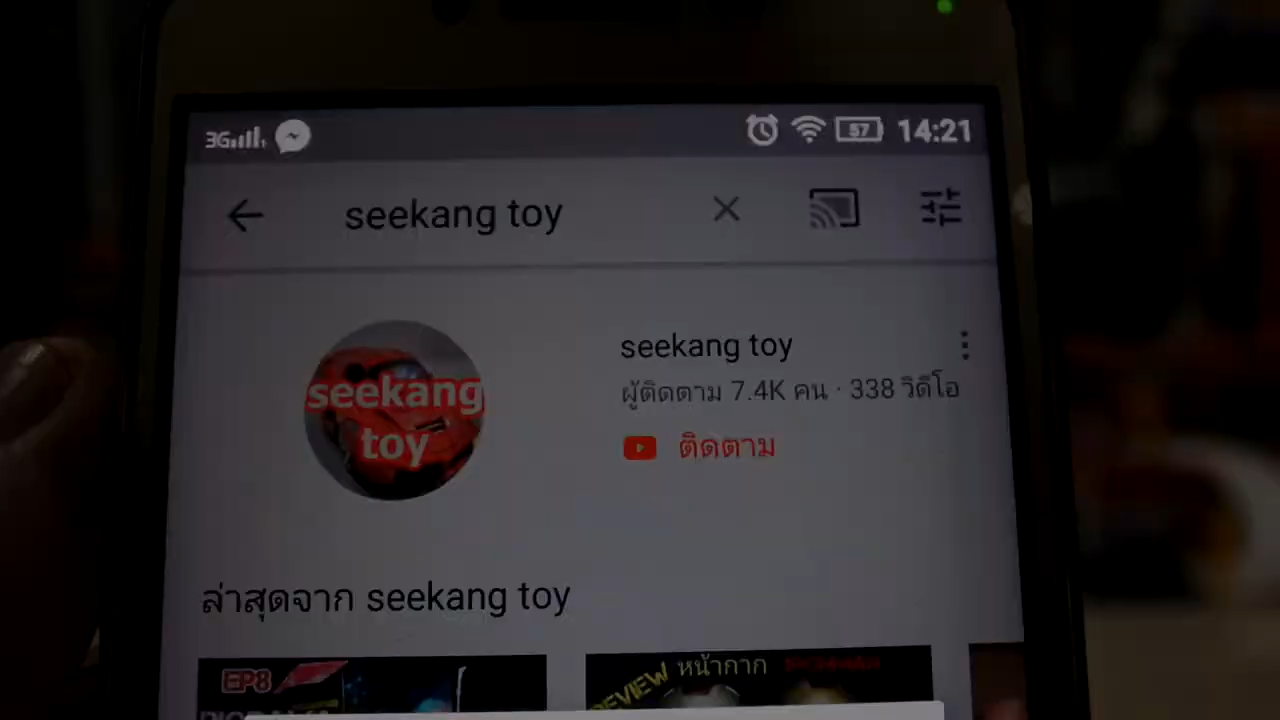 3G 57 14:21
seekang toy
seekang
toy
seekang toy
ผู้ติดตาม 7.4K คน · 338 วิดีโอ
ติดตาม
ล่าสุดจาก seekang toy
EP8
REVIEW หน้ากาก